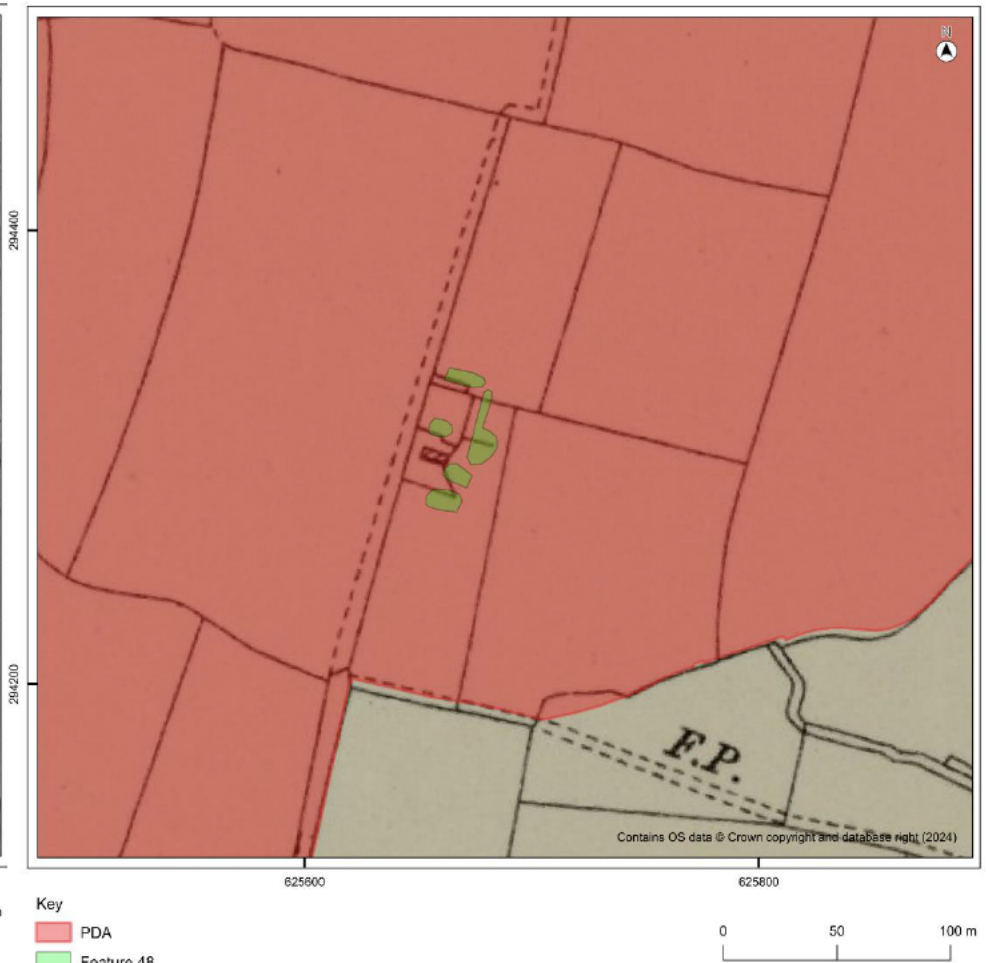 N
294400
294200
F.P.
Contains OS data © Crown copyright and database right (2024)
625600
625800
Key
PDA
Feature 48
0 50 100 m